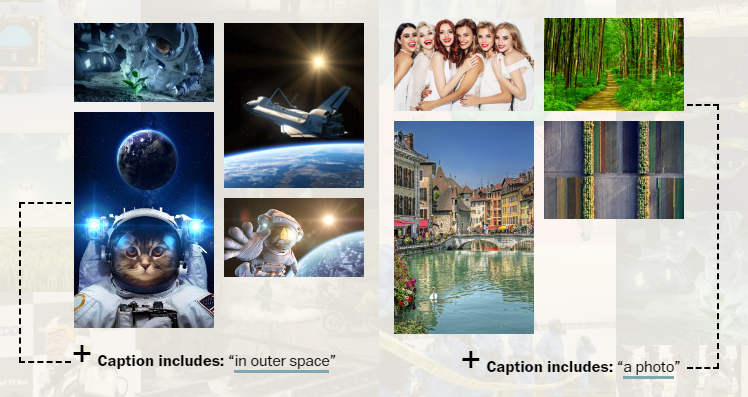 + Caption includes: “in outer space”
+ Caption includes: “a photo”